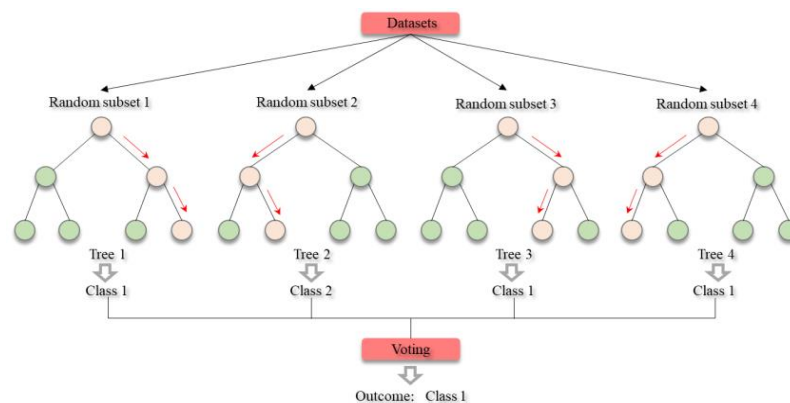 Datasets
Random subset 1
Random subset 2
Random subset 3
Random subset 4
Tree 1
Tree 2
Tree 3
Tree 4
Class 1
Class 2
Class 1
Class 1
Voting
Outcome: Class 1